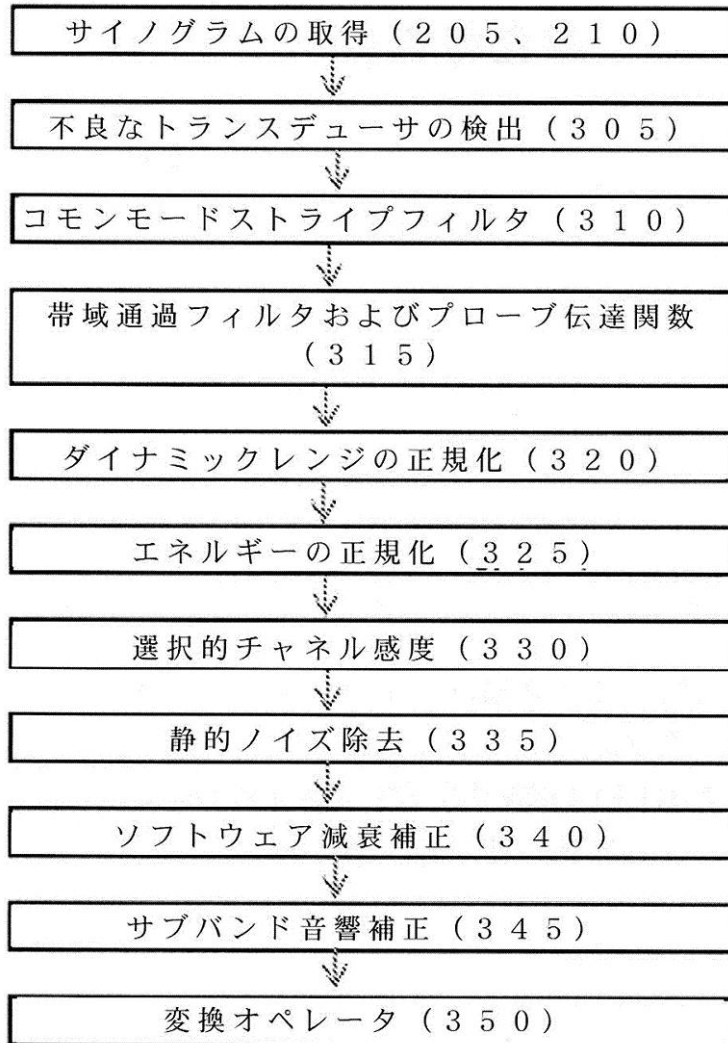 サイノグラムの取得（２０５、２１０）
不良なトランスデューサの検出（３０５）
コモンモードストライプフィルタ（３１０）
帯域通過フィルタおよびプローブ伝達関数
（３１５）
ダイナミックレンジの正規化（３２０）
エネルギーの正規化（３２５）
選択的チャネル感度（３３０）
静的ノイズ除去（３３５）
ソフトウェア減衰補正（３４０）
サブバンド音響補正（３４５）
変換オペレータ（３５０）